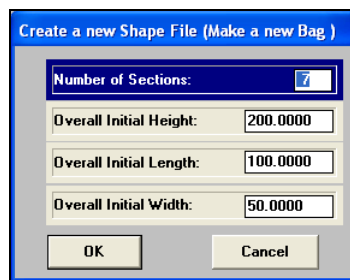 Create a new Shape File (Make a new Bag )
Number of Sections: 7
Overall Initial Height: 200.0000
Overall Initial Length: 100.0000
Overall Initial Width: 50.0000
OK Cancel